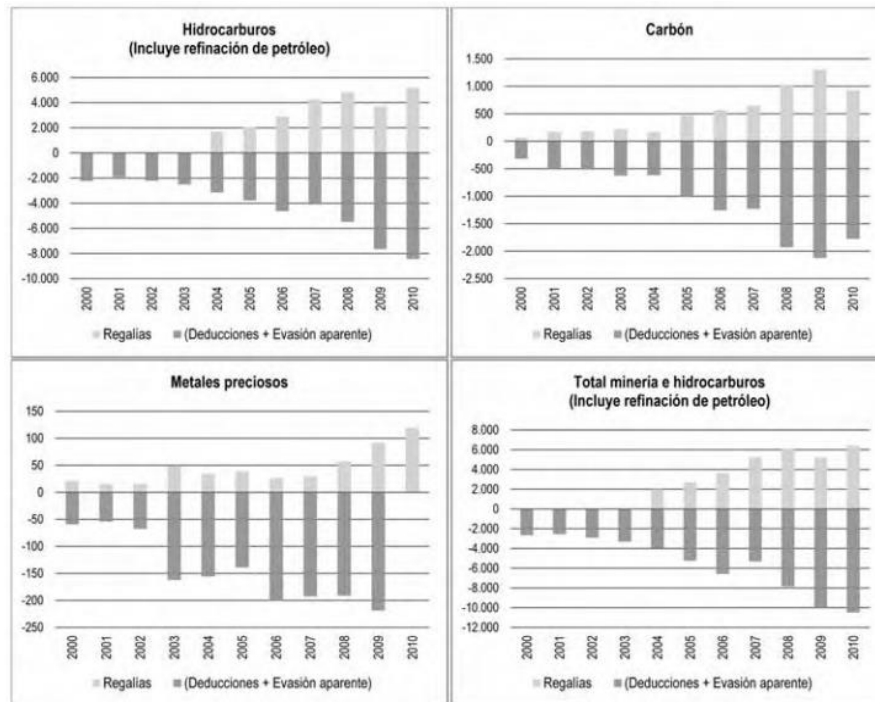 Hidrocarburos
(Incluye refinación de petróleo)
6.000
4.000
2.000
0
-2.000
-4.000
-6.000
-8.000
-10.000
2000 2001 2002 2003 2004 2005 2006 2007 2008 2009 2010
Regalías (Deducciones + Evasión aparente)
Carbón
1.500
1.000
500
0
-500
-1.000
-1.500
-2.000
-2.500
2000 2001 2002 2003 2004 2005 2006 2007 2008 2009 2010
Regalías (Deducciones + Evasión aparente)
Metales preciosos
150
100
50
0
-50
-100
-150
-200
-250
2000 2001 2002 2003 2004 2005 2006 2007 2008 2009 2010
Regalías (Deducciones + Evasión aparente)
Total minería e hidrocarburos
(Incluye refinación de petróleo)
8.000
6.000
4.000
2.000
0
-2.000
-4.000
-6.000
-8.000
-10.000
-12.000
2000 2001 2002 2003 2004 2005 2006 2007 2008 2009 2010
Regalías (Deducciones + Evasión aparente)